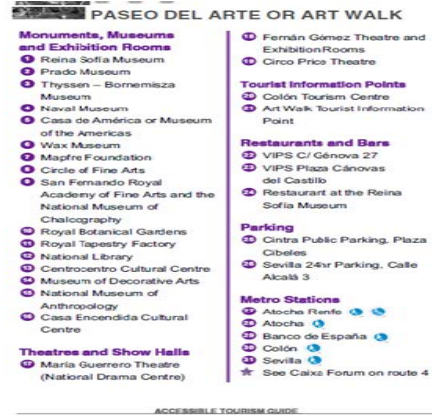 PASEO DEL ARTE OR ART WALK
Monuments, Museums
and Exhibition Rooms
1 Reina Sofía Museum
2 Prado Museum
3 Thyssen – Bornemisza
Museum
4 Naval Museum
5 Casa de América or Museum
of the Americas
6 Wax Museum
7 Mapfre Foundation
8 Circle of Fine Arts
9 San Fernando Royal
Academy of Fine Arts and the
National Museum of
Chalcography
10 Royal Botanical Gardens
11 Royal Tapestry Factory
12 National Library
13 Centrocentro Cultural Centre
14 Museum of Decorative Arts
15 National Museum of
Anthropology
16 Casa Encendida Cultural
Centre
Theatres and Show Halls
17 María Guerrero Theatre
(National Drama Centre)
18 Fernán Gómez Theatre and
Exhibition Rooms
19 Circo Price Theatre
Tourist Information Points
20 Colón Tourism Centre
21 Art Walk Tourist Information
Point
Restaurants and Bars
22 VIPS C/ Génova 27
23 VIPS Plaza Cánovas
del Castillo
24 Restaurant at the Reina
Sofía Museum
Parking
25 Cintra Public Parking, Plaza
Cibeles
26 Sevilla 24hr Parking, Calle
Alcalá 3
Metro Stations
27 Atocha Renfe
28 Atocha
29 Banco de España
30 Colón
31 Sevilla
★ See Caixa Forum on route 4
ACCESSIBLE TOURISM GUIDE